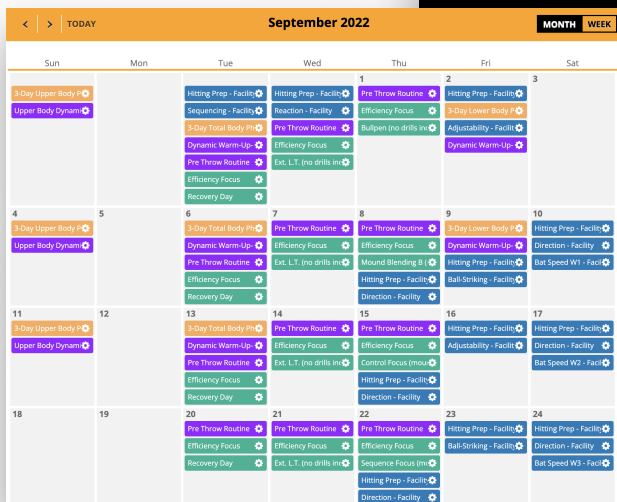 TODAY
September 2022
MONTH WEEK
Sun Mon Tue Wed Thu Fri Sat
1 2 3
3-Day Upper Body P Hitting Prep - Facilit Hitting Prep - Facilit Pre Throw Routine Hitting Prep - Facilit
Upper Body Dynami Sequencing - Facility Reaction - Facility Efficiency Focus 3-Day Lower Body P
3-Day Total Body Ph Pre Throw Routine Bullpen (no drills inc Adjustability - Facilit
Dynamic Warm-Up- Efficiency Focus Dynamic Warm-Up-
Pre Throw Routine Ext. L.T. (no drills inc
Efficiency Focus
Recovery Day
4 5 6 7 8 9 10
3-Day Upper Body P 3-Day Total Body Ph Pre Throw Routine Pre Throw Routine 3-Day Lower Body P Hitting Prep - Facilit
Upper Body Dynami Dynamic Warm-Up- Efficiency Focus Efficiency Focus Dynamic Warm-Up- Direction - Facility
Pre Throw Routine Ext. L.T. (no drills inc Mound Blending B ( Hitting Prep - Facilit Bat Speed W1 - Facil
Efficiency Focus Hitting Prep - Facilit Ball-Striking - Facility
Recovery Day Direction - Facility
11 12 13 14 15 16 17
3-Day Upper Body P 3-Day Total Body Ph Pre Throw Routine Pre Throw Routine Hitting Prep - Facilit Hitting Prep - Facilit
Upper Body Dynami Dynamic Warm-Up- Efficiency Focus Efficiency Focus Adjustability - Facilit Direction - Facility
Pre Throw Routine Ext. L.T. (no drills inc Control Focus (mou Bat Speed W2 - Facil
Efficiency Focus Hitting Prep - Facilit
Recovery Day Direction - Facility
18 19 20 21 22 23 24
Pre Throw Routine Pre Throw Routine Pre Throw Routine Hitting Prep - Facilit Hitting Prep - Facilit
Efficiency Focus Efficiency Focus Efficiency Focus Ball-Striking - Facility Direction - Facility
Recovery Day Ext. L.T. (no drills inc Sequence Focus (m Bat Speed W3 - Facil
Hitting Prep - Facilit
Direction - Facility